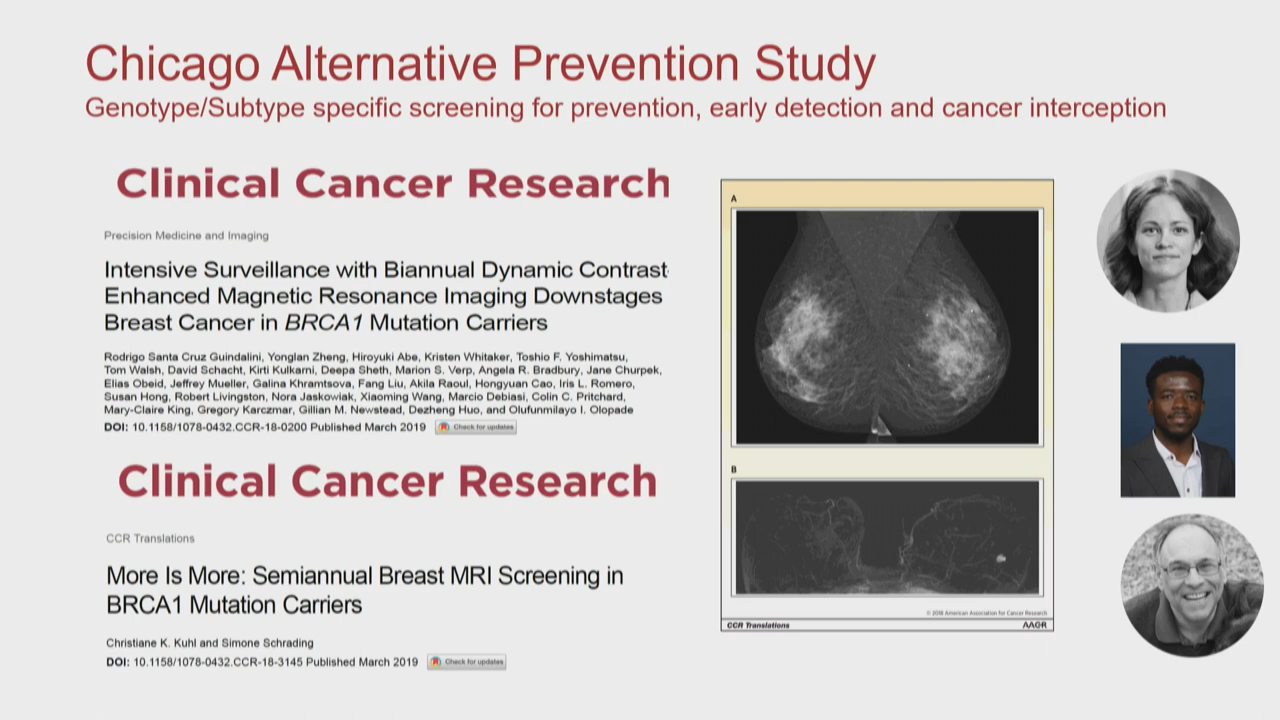 Chicago Alternative Prevention Study
Genotype/Subtype specific screening for prevention, early detection and cancer interception
Clinical Cancer Research
Precision Medicine and Imaging
Intensive Surveillance with Biannual Dynamic Contrast-
Enhanced Magnetic Resonance Imaging Downstages
Breast Cancer in BRCA1 Mutation Carriers
Rodrigo Santa Cruz Guindalini, Yonglan Zheng, Hiroyuki Abe, Kristen Whitaker, Toshio F. Yoshimatsu,
Tom Walsh, David Schacht, Kirti Kulkarni, Deepa Sheth, Marion S. Verp, Angela R. Bradbury, Jane Churpek,
Elias Obeid, Jeffrey Mueller, Galina Khramtsova, Fang Liu, Akila Raoul, Hongyuan Cao, Iris L. Romero,
Susan Hong, Robert Livingston, Nora Jaskowiak, Xiaoming Wang, Marcio Debiasi, Colin C. Pritchard,
Mary-Claire King, Gregory Karczmar, Gillian M. Newstead, Dezheng Huo, and Olufunmilayo I. Olopade
DOI: 10.1158/1078-0432.CCR-18-0200 Published March 2019 Check for updates
Clinical Cancer Research
CCR Translations
More Is More: Semiannual Breast MRI Screening in
BRCA1 Mutation Carriers
Christiane K. Kuhl and Simone Schrading
DOI: 10.1158/1078-0432.CCR-18-3145 Published March 2019 Check for updates
A
B
© 2018 American Association for Cancer Research
CCR Translations AACR